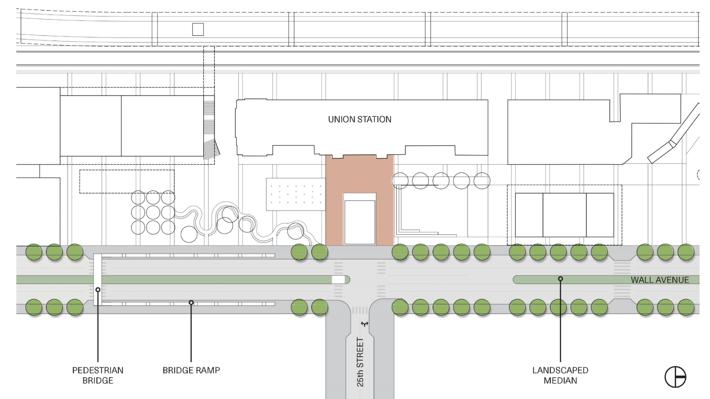 UNION STATION
WALL AVENUE
25th STREET
PEDESTRIAN
BRIDGE
BRIDGE RAMP
LANDSCAPED
MEDIAN